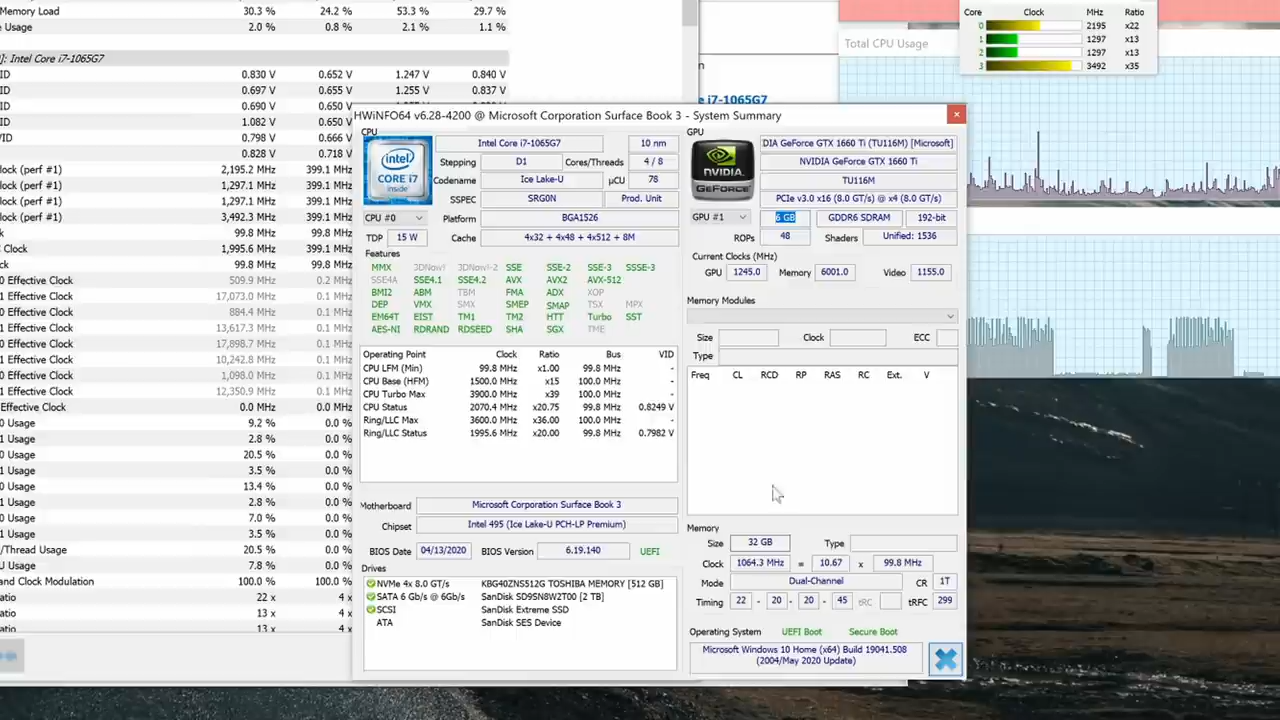 Memory Load 30.3 % 24.2 % 53.3 % 29.7 %
e Usage 2.0 % 0.8 % 2.1 % 1.1 %
]: Intel Core i7-1065G7
ID 0.830 V 0.652 V 1.247 V 0.840 V
ID 0.697 V 0.655 V 1.255 V 0.837 V
ID 0.690 V 0.650 V
ID 1.082 V 0.650 V
/ID 0.798 V 0.666 V
0.828 V 0.718 V
lock (perf #1) 2,195.2 MHz 399.1 MHz
lock (perf #1) 1,297.1 MHz 399.1 MHz
lock (perf #1) 1,297.1 MHz 399.1 MHz
lock (perf #1) 3,492.3 MHz 399.1 MHz
k 99.8 MHz 99.8 MHz
C Clock 1,995.6 MHz 399.1 MHz
ck 99.8 MHz 99.8 MHz
0 Effective Clock 509.9 MHz 0.2 MHz
1 Effective Clock 17,073.0 MHz 0.1 MHz
0 Effective Clock 884.4 MHz 0.1 MHz
1 Effective Clock 13,617.3 MHz 0.1 MHz
0 Effective Clock 17,898.7 MHz 0.1 MHz
1 Effective Clock 10,242.8 MHz 0.1 MHz
0 Effective Clock 1,098.0 MHz 0.1 MHz
1 Effective Clock 12,350.9 MHz 0.1 MHz
Effective Clock 0.0 MHz 0.0 MHz
0 Usage 9.2 % 0.0 %
1 Usage 2.8 % 0.0 %
0 Usage 20.5 % 0.0 %
1 Usage 3.5 % 0.0 %
0 Usage 13.4 % 0.0 %
1 Usage 2.8 % 0.0 %
0 Usage 7.0 % 0.0 %
1 Usage 3.5 % 0.0 %
/Thread Usage 20.5 % 0.0 %
e 7.8 % 0.0 %
and Clock Modulation 100.0 % 100.0 %
atio 22 x 4 x
atio 13 x 4 x
atio 13 x 4 x
n
e i7-1065G7
Total CPU Usage
Core Clock MHz Ratio
0 2195 x22
1 1297 x13
2 1297 x13
3 3492 x35
HWiNFO64 v6.28-4200 @ Microsoft Corporation Surface Book 3 - System Summary
CPU
intel CORE i7 inside
Intel Core i7-1065G7 10 nm
Stepping D1 Cores/Threads 4 / 8
Codename Ice Lake-U μCU 78
SSPEC SRG0N Prod. Unit
CPU #0 Platform BGA1526
TDP 15 W Cache 4x32 + 4x48 + 4x512 + 8M
Features
MMX 3DNow! 3DNow!-2 SSE SSE-2 SSE-3 SSSE-3
SSE4A SSE4.1 SSE4.2 AVX AVX2 AVX-512
BMI2 ABM TBM FMA ADX XOP
DEP VMX SMX SMEP SMAP TSX MPX
EM64T EIST TM1 TM2 HTT Turbo SST
AES-NI RDRAND RDSEED SHA SGX TME
Operating Point Clock Ratio Bus VID
CPU LFM (Min) 99.8 MHz x1.00 99.8 MHz -
CPU Base (HFM) 1500.0 MHz x15 100.0 MHz -
CPU Turbo Max 3900.0 MHz x39 100.0 MHz -
CPU Status 2070.4 MHz x20.75 99.8 MHz 0.8249 V
Ring/LLC Max 3600.0 MHz x36.00 100.0 MHz -
Ring/LLC Status 1995.6 MHz x20.00 99.8 MHz 0.7982 V
Motherboard Microsoft Corporation Surface Book 3
Chipset Intel 495 (Ice Lake-U PCH-LP Premium)
BIOS Date 04/13/2020 BIOS Version 6.19.140 UEFI
Drives
NVMe 4x 8.0 GT/s KBG40ZNS512G TOSHIBA MEMORY [512 GB]
SATA 6 Gb/s @ 6Gb/s SanDisk SD9SN8W2T00 [2 TB]
SCSI SanDisk Extreme SSD
ATA SanDisk SES Device
GPU
NVIDIA GEFORCE
DIA GeForce GTX 1660 Ti (TU116M) [Microsoft]
NVIDIA GeForce GTX 1660 Ti
TU116M
PCIe v3.0 x16 (8.0 GT/s) @ x4 (8.0 GT/s)
GPU #1 6 GB GDDR6 SDRAM 192-bit
ROPs 48 Shaders Unified: 1536
Current Clocks (MHz)
GPU 1245.0 Memory 6001.0 Video 1155.0
Memory Modules
Size Clock ECC
Type
Freq CL RCD RP RAS RC Ext. V
Memory
Size 32 GB Type
Clock 1064.3 MHz = 10.67 x 99.8 MHz
Mode Dual-Channel CR 1T
Timing 22 - 20 - 20 - 45 tRC tRFC 299
Operating System UEFI Boot Secure Boot
Microsoft Windows 10 Home (x64) Build 19041.508
(2004/May 2020 Update)